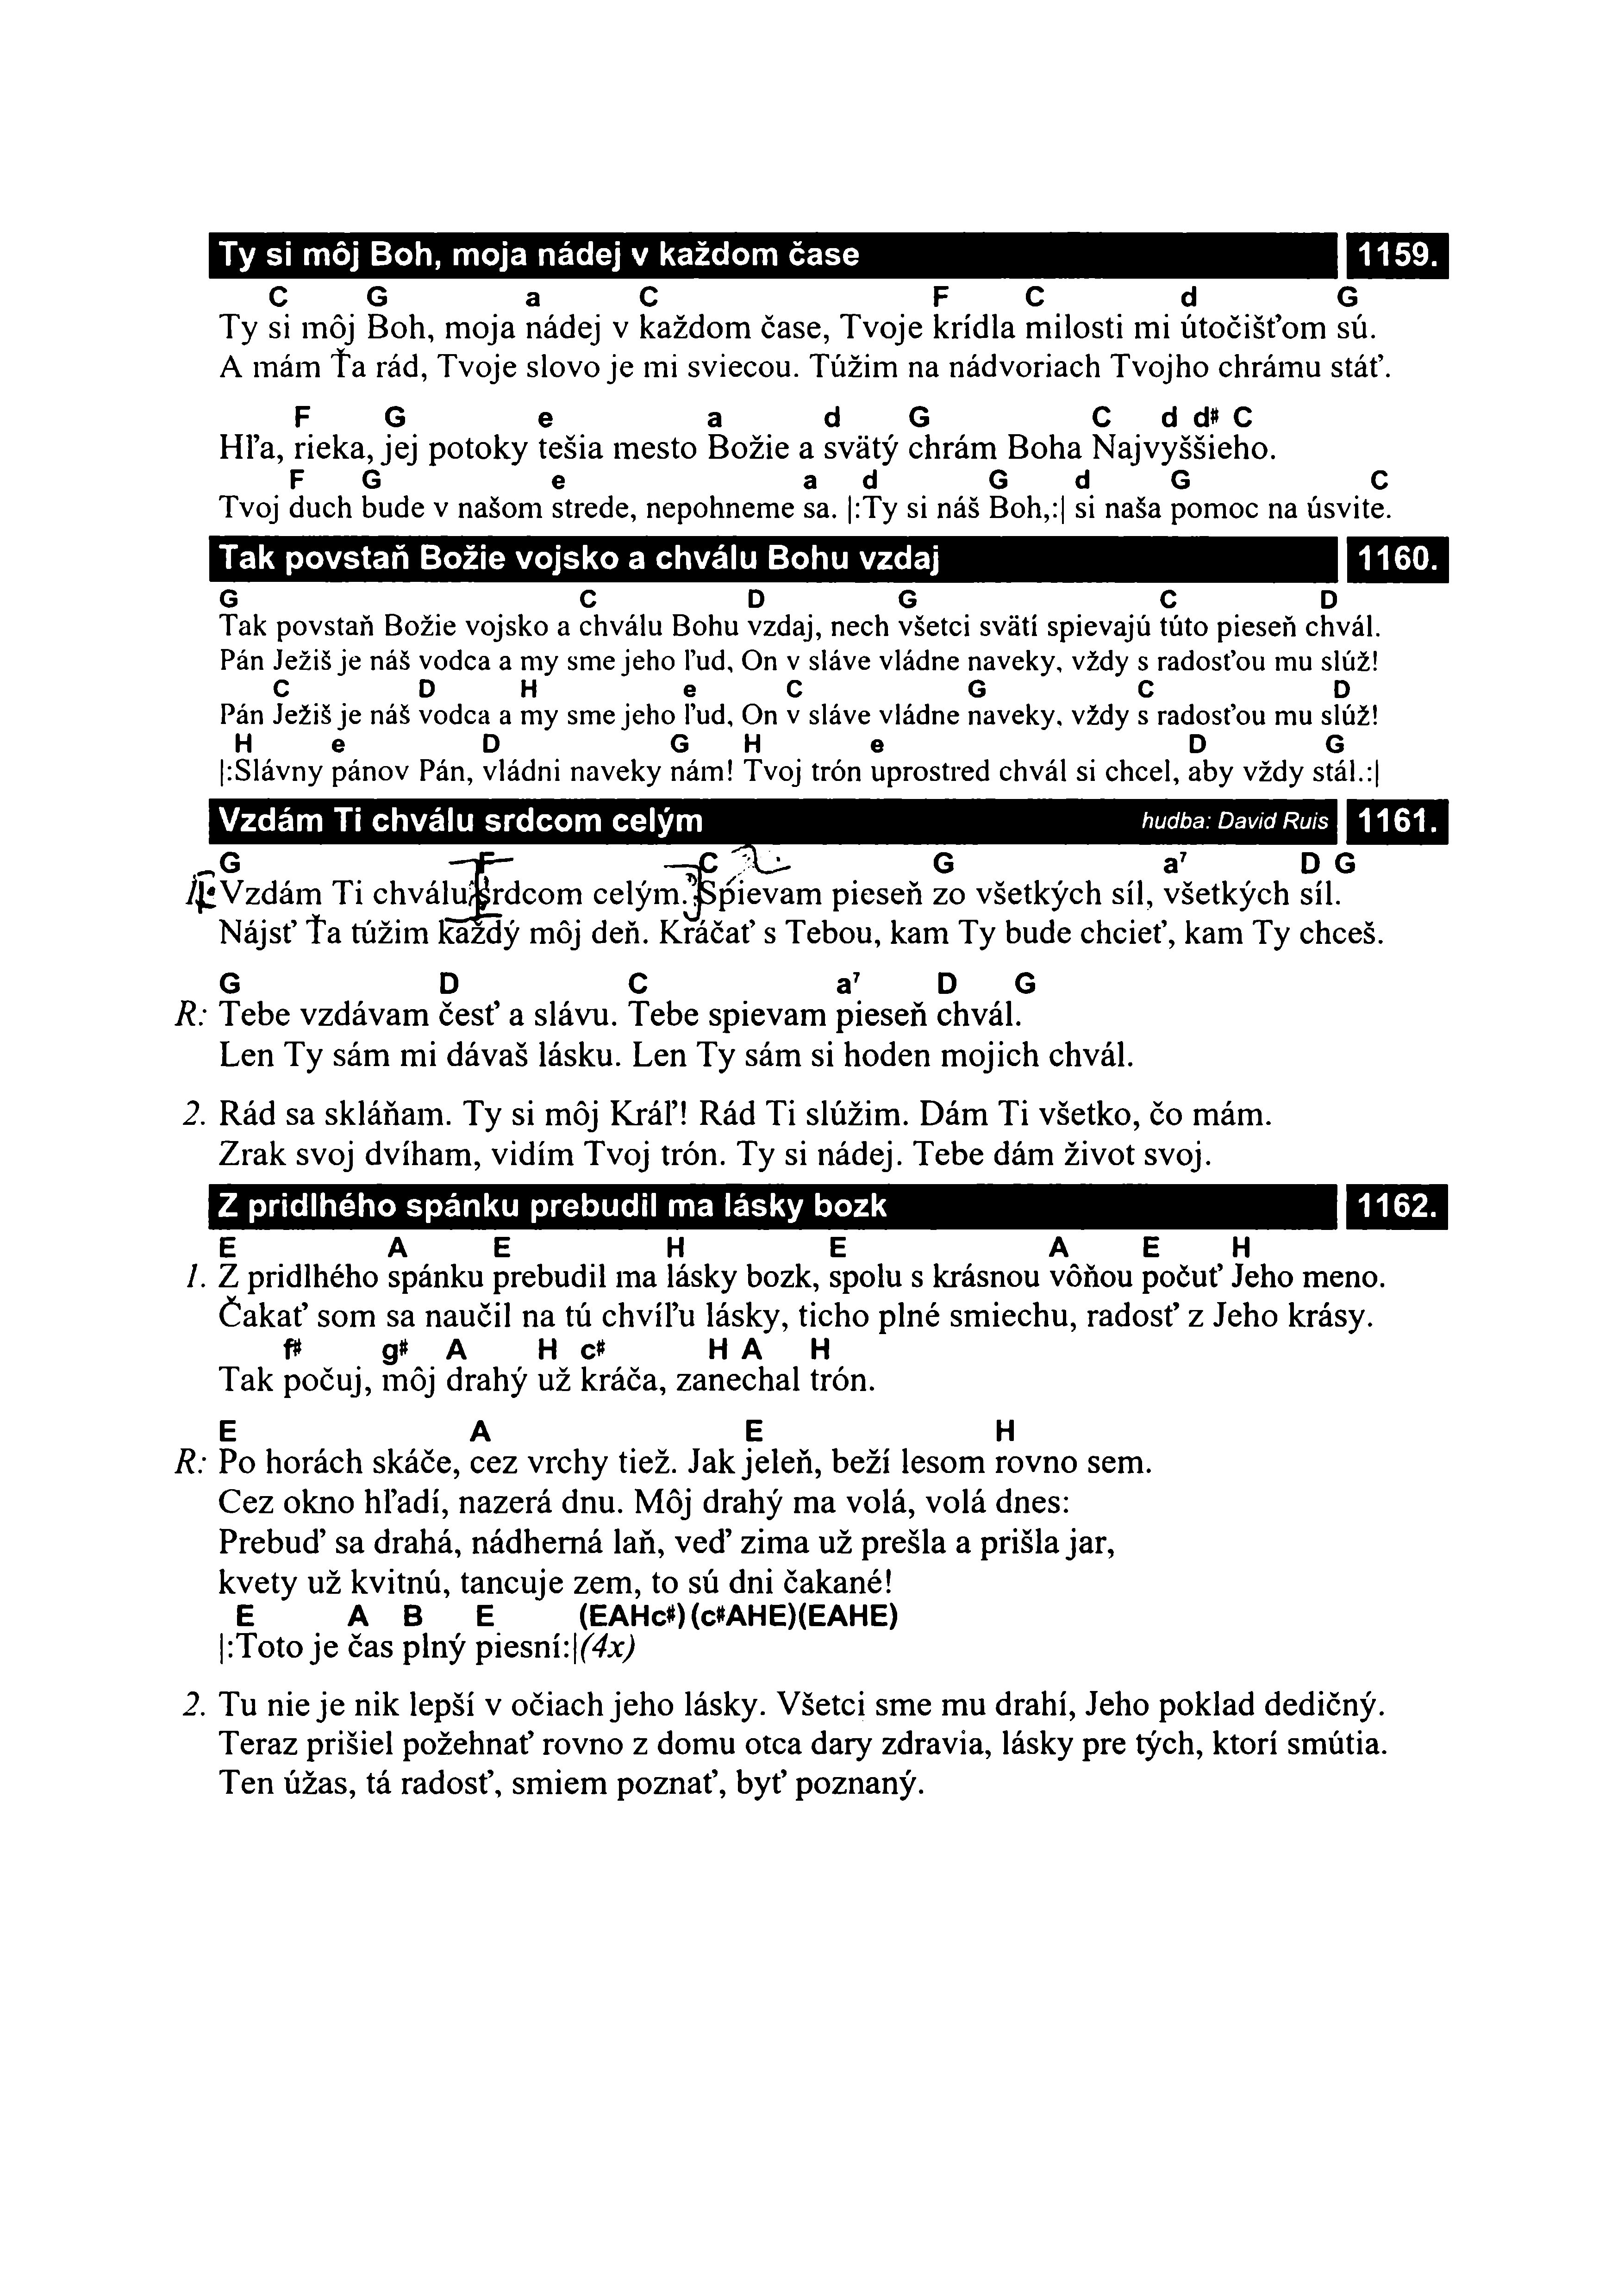 Ty si môj Boh, moja nádej v každom čase 1159.
C G a C F C d G
Ty si môj Boh, moja nádej v každom čase, Tvoje krídla milosti mi útočišťom sú.
A mám Ťa rád, Tvoje slovo je mi sviecou. Túžim na nádvoriach Tvojho chrámu stáť.
F G e a d G C d d# C
Hľa, rieka, jej potoky tešia mesto Božie a svätý chrám Boha Najvyššieho.
F G e a d G d G C
Tvoj duch bude v našom strede, nepohneme sa. |:Ty si náš Boh,:| si naša pomoc na úsvite.
Tak povstaň Božie vojsko a chválu Bohu vzdaj 1160.
G C D G C D
Tak povstaň Božie vojsko a chválu Bohu vzdaj, nech všetci svätí spievajú túto pieseň chvál.
Pán Ježiš je náš vodca a my sme jeho ľud, On v sláve vládne naveky, vždy s radosťou mu slúž!
C D H e C G C D
Pán Ježiš je náš vodca a my sme jeho ľud, On v sláve vládne naveky, vždy s radosťou mu slúž!
H e D G H e D G
|:Slávny pánov Pán, vládni naveky nám! Tvoj trón uprostred chvál si chcel, aby vždy stál.:|
Vzdám Ti chválu srdcom celým hudba: David Ruis 1161.
G F C 2. G a7 D G
1. Vzdám Ti chválu srdcom celým. Spievam pieseň zo všetkých síl, všetkých síl.
Nájsť Ťa túžim každý môj deň. Kráčať s Tebou, kam Ty bude chcieť, kam Ty chceš.
G D C a7 D G
R: Tebe vzdávam česť a slávu. Tebe spievam pieseň chvál.
Len Ty sám mi dávaš lásku. Len Ty sám si hoden mojich chvál.
2. Rád sa skláňam. Ty si môj Kráľ! Rád Ti slúžim. Dám Ti všetko, čo mám.
Zrak svoj dvíham, vidím Tvoj trón. Ty si nádej. Tebe dám život svoj.
Z pridlhého spánku prebudil ma lásky bozk 1162.
E A E H E A E H
1. Z pridlhého spánku prebudil ma lásky bozk, spolu s krásnou vôňou počuť Jeho meno.
Čakať som sa naučil na tú chvíľu lásky, ticho plné smiechu, radosť z Jeho krásy.
f# g# A H c# H A H
Tak počuj, môj drahý už kráča, zanechal trón.
E A E H
R: Po horách skáče, cez vrchy tiež. Jak jeleň, beží lesom rovno sem.
Cez okno hľadí, nazerá dnu. Môj drahý ma volá, volá dnes:
Prebuď sa drahá, nádherná laň, veď zima už prešla a prišla jar,
kvety už kvitnú, tancuje zem, to sú dni čakané!
E A B E (EAHc#)(c#AHE)(EAHE)
|:Toto je čas plný piesní:|(4x)
2. Tu nie je nik lepší v očiach jeho lásky. Všetci sme mu drahí, Jeho poklad dedičný.
Teraz prišiel požehnať rovno z domu otca dary zdravia, lásky pre tých, ktorí smútia.
Ten úžas, tá radosť, smiem poznať, byť poznaný.